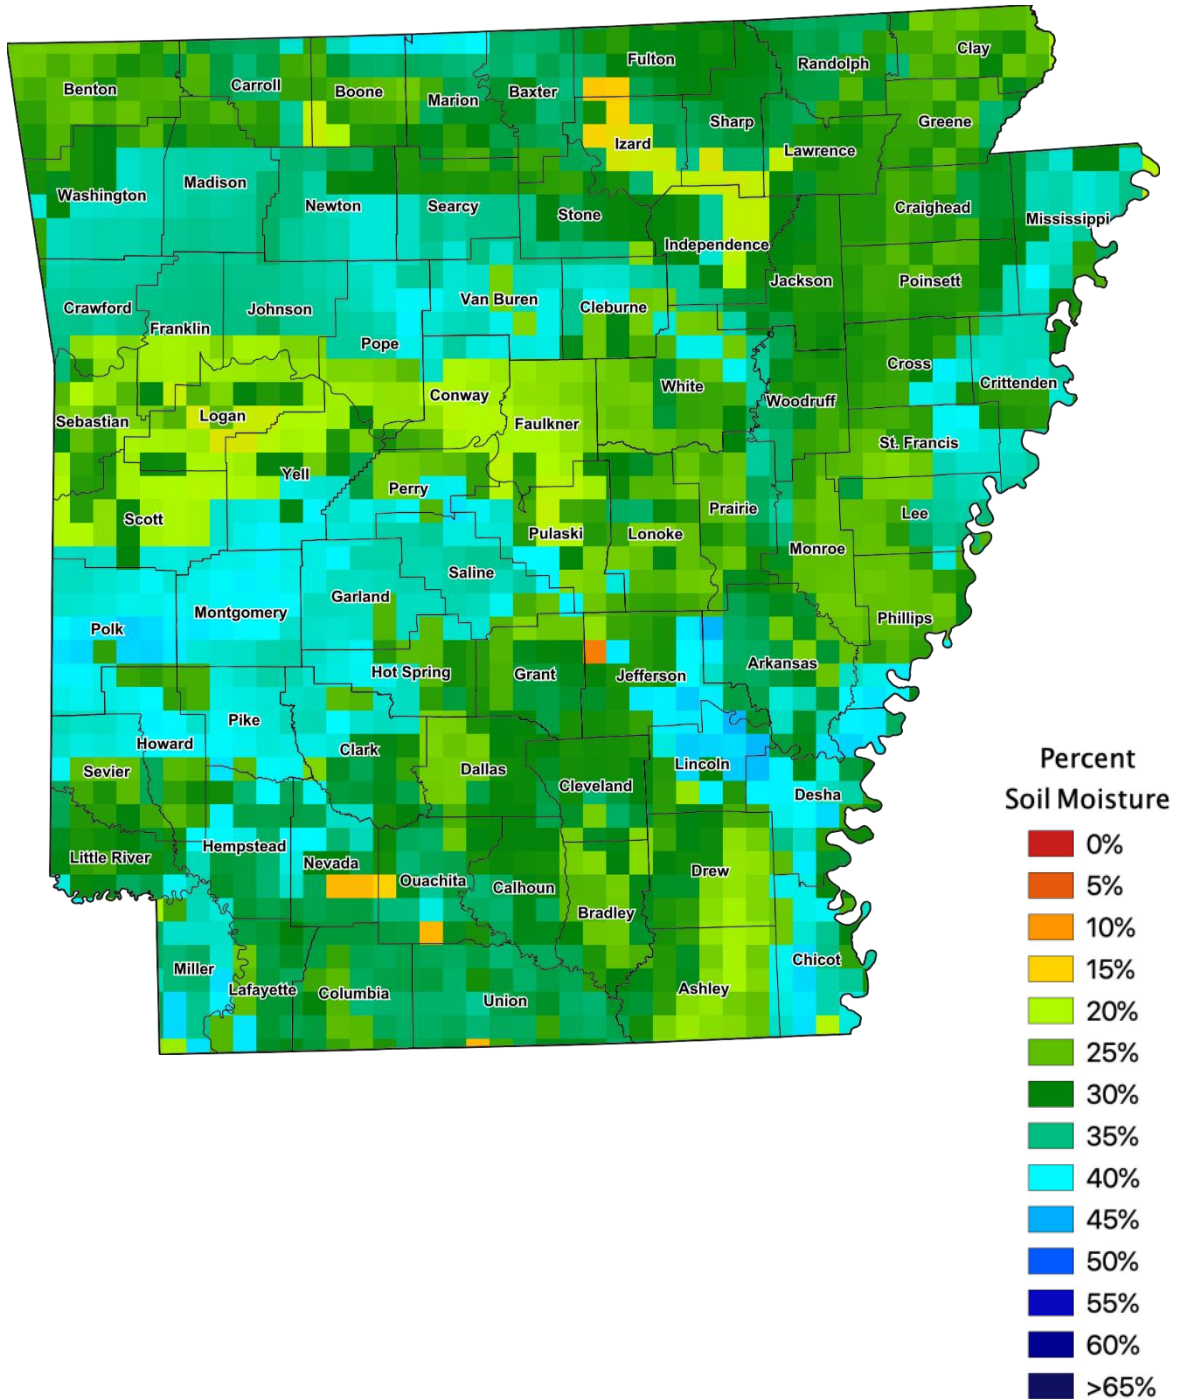 Clay
Fulton
Randolph
Carroll
Benton
Boone
Baxter
Marion
Sharp
Greene
Izard
Lawrence
Madison
Washington
Newton
Searcy
Stone
Craighead
Mississippi
Independence
Jackson
Poinsett
Van Buren
Cleburne
Crawford
Johnson
Franklin
Pope
Cross
Crittenden
White
Conway
Woodruff
Logan
Sebastian
Faulkner
St. Francis
Yell
Perry
Prairie
Lee
Scott
Pulaski
Lonoke
Monroe
Saline
Garland
Montgomery
Phillips
Polk
Arkansas
Hot Spring
Grant
Jefferson
Pike
Howard
Clark
Lincoln
Sevier
Dallas
Cleveland
Desha
Hempstead
Little River
Nevada
Drew
Ouachita
Calhoun
Bradley
Chicot
Miller
Ashley
Lafayette
Columbia
Union
Percent
Soil Moisture
0%
5%
10%
15%
20%
25%
30%
35%
40%
45%
50%
55%
60%
>65%